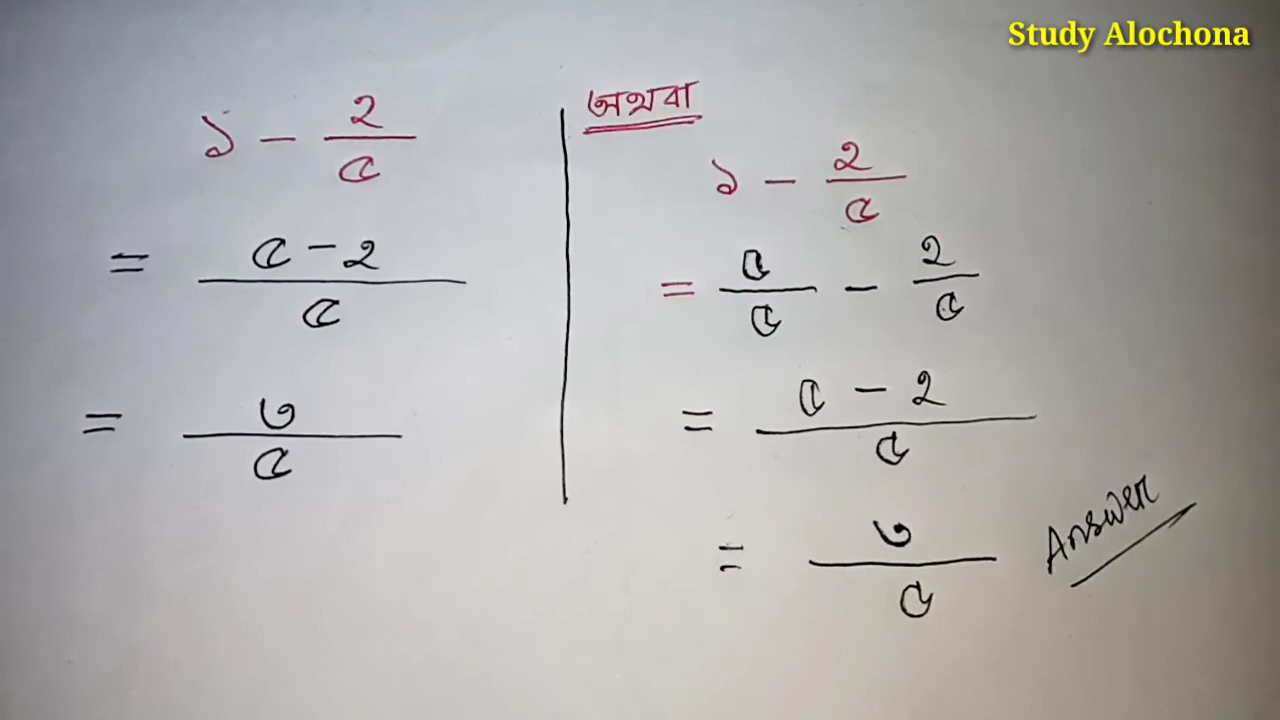 Study Alochona
১ - ২/৫
= ৫-২/৫
= ৩/৫
অথবা
১ - ২/৫
= ৫/৫ - ২/৫
= ৫ - ২/৫
= ৩/৫ Answer